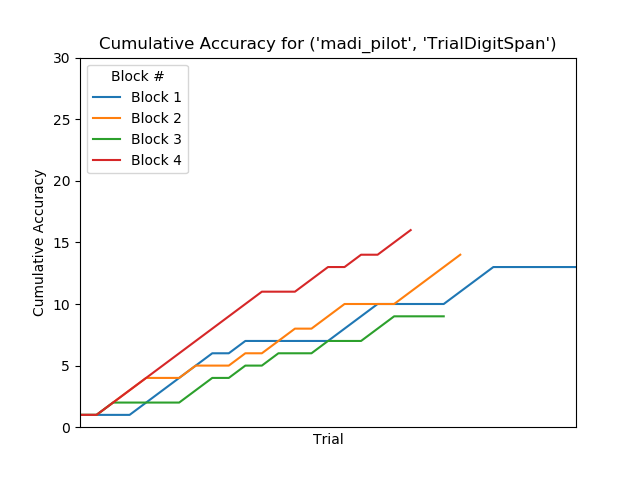 Cumulative Accuracy for ('madi_pilot', 'TrialDigitSpan')
Block #
Block 1
Block 2
Block 3
Block 4
30
25
20
15
10
5
0
Cumulative Accuracy
Trial